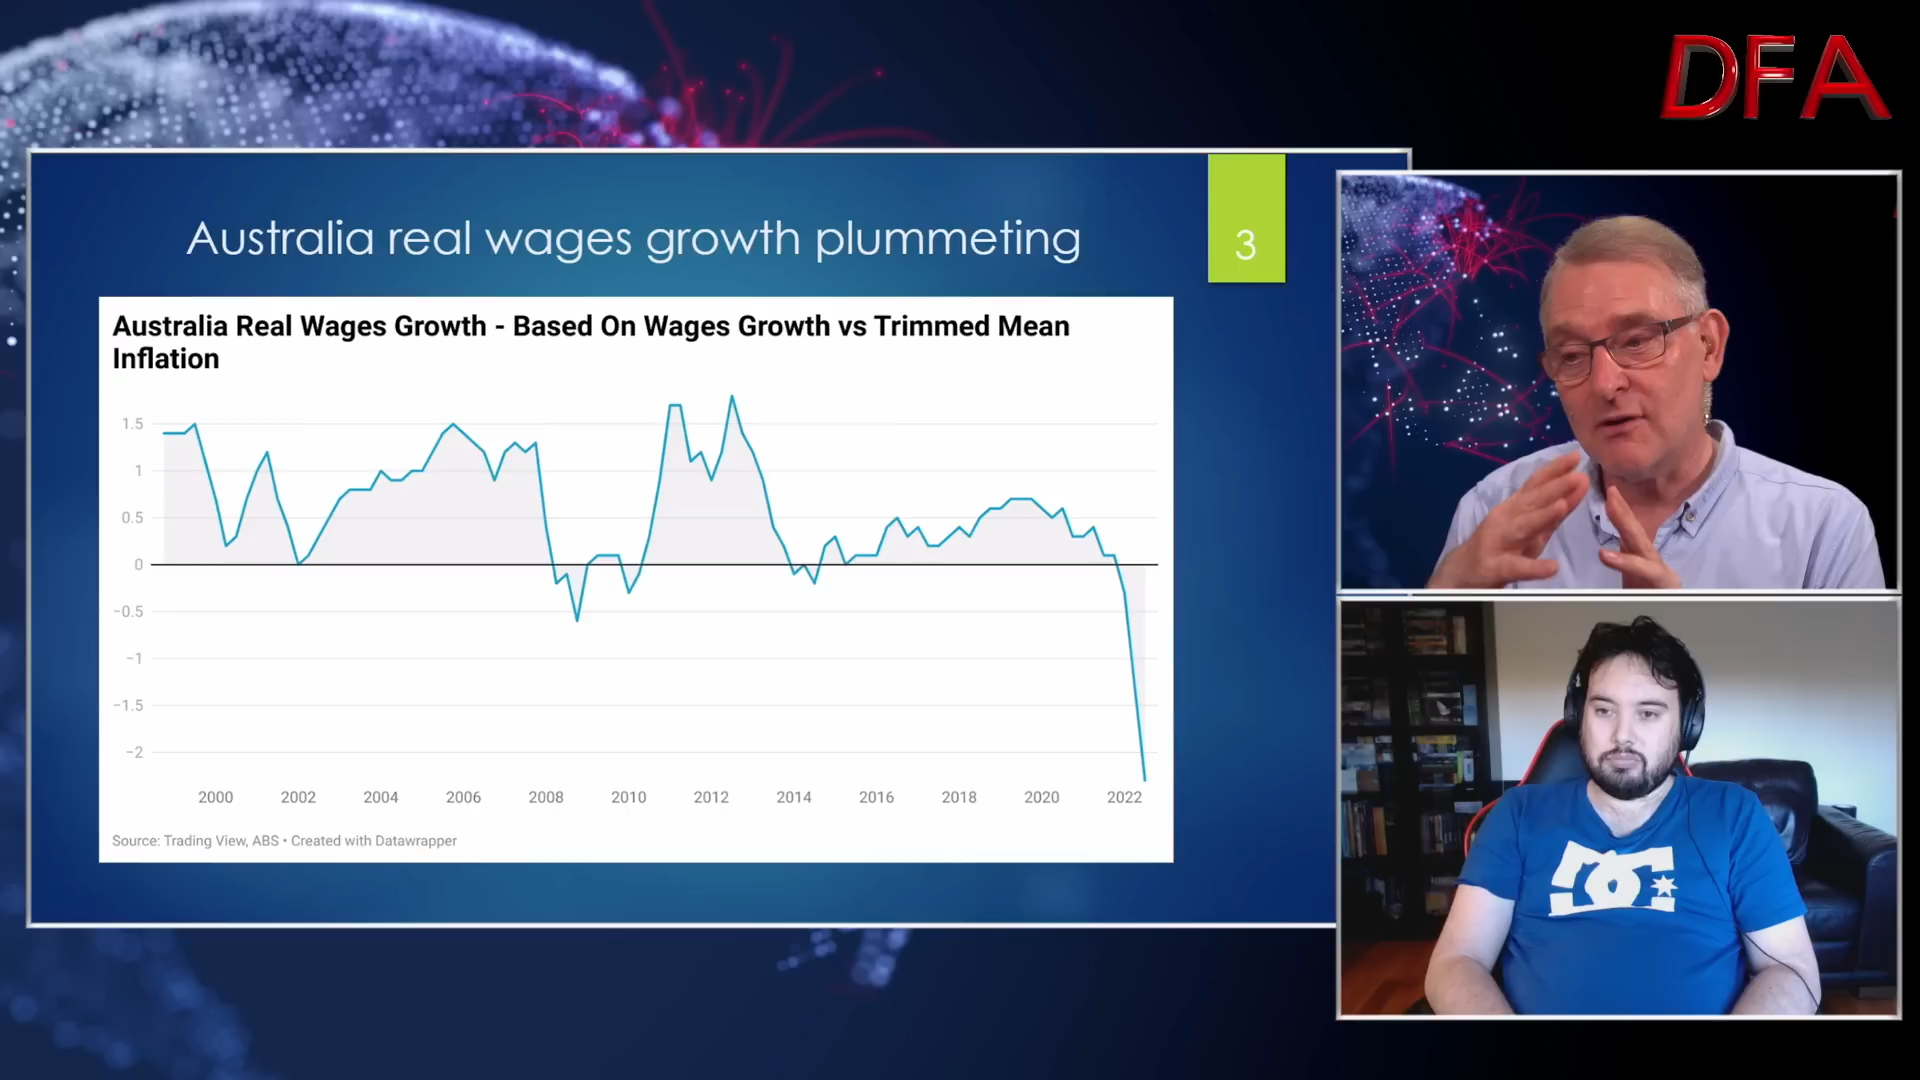 DFA
Australia real wages growth plummeting
3
Australia Real Wages Growth - Based On Wages Growth vs Trimmed Mean
Inflation
1.5
1
0.5
0
−0.5
−1
−1.5
−2
2000 2002 2004 2006 2008 2010 2012 2014 2016 2018 2020 2022
Source: Trading View, ABS • Created with Datawrapper